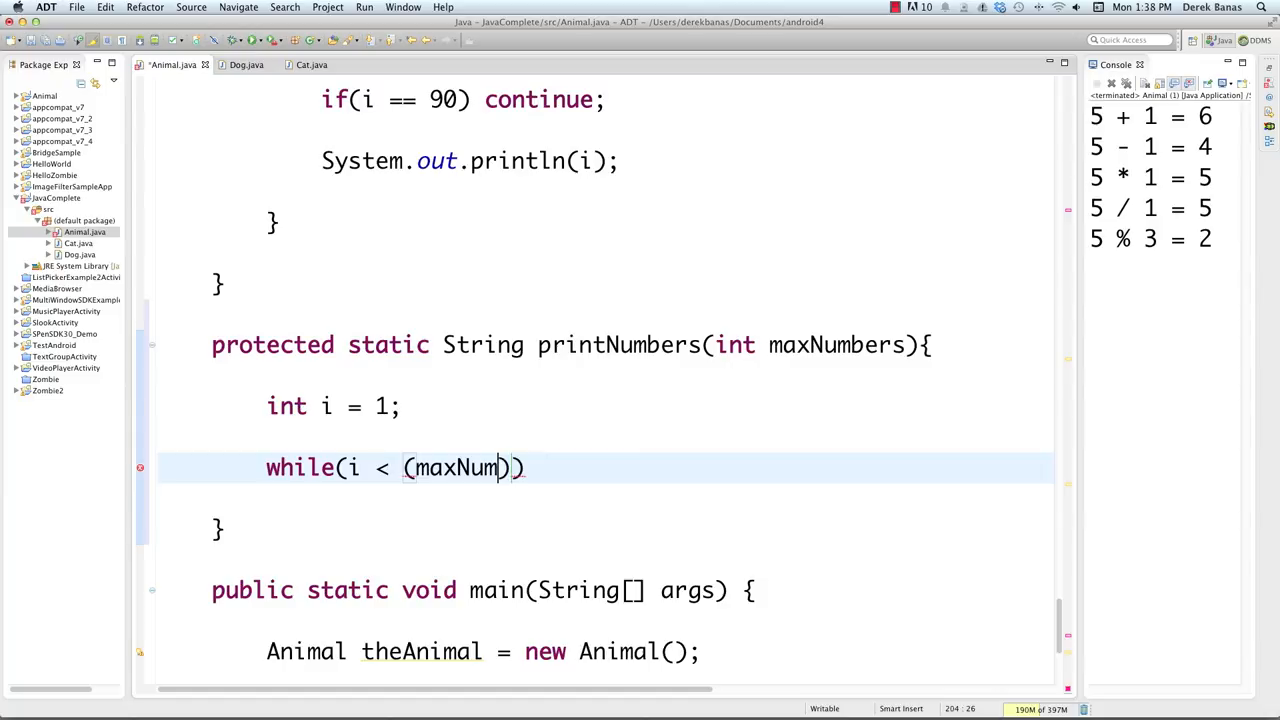 ADT File Edit Refactor Source Navigate Search Project Run Window Help
10 Mon 1:38 PM Derek Banas
Java - JavaComplete/src/Animal.java - ADT - /Users/derekbanas/Documents/android4
Quick Access Java DDMS
Package Exp
*Animal.java Dog.java Cat.java
Console
Animal
appcompat_v7
appcompat_v7_2
appcompat_v7_3
appcompat_v7_4
BridgeSample
HelloWorld
HelloZombie
ImageFilterSampleApp
JavaComplete
src
(default package)
Animal.java
Cat.java
Dog.java
JRE System Library [Ja
ListPickerExample2Activi
MediaBrowser
MultiWindowSDKExample
MusicPlayerActivity
SlookActivity
SPenSDK30_Demo
TestAndroid
TextGroupActivity
VideoPlayerActivity
Zombie
Zombie2
if(i == 90) continue;
System.out.println(i);
}
}
protected static String printNumbers(int maxNumbers){
int i = 1;
while(i < (maxNum))
}
public static void main(String[] args) {
Animal theAnimal = new Animal();
<terminated> Animal (1) [Java Application] /S
5 + 1 = 6
5 - 1 = 4
5 * 1 = 5
5 / 1 = 5
5 % 3 = 2
Writable Smart Insert 204 : 26 190M of 397M